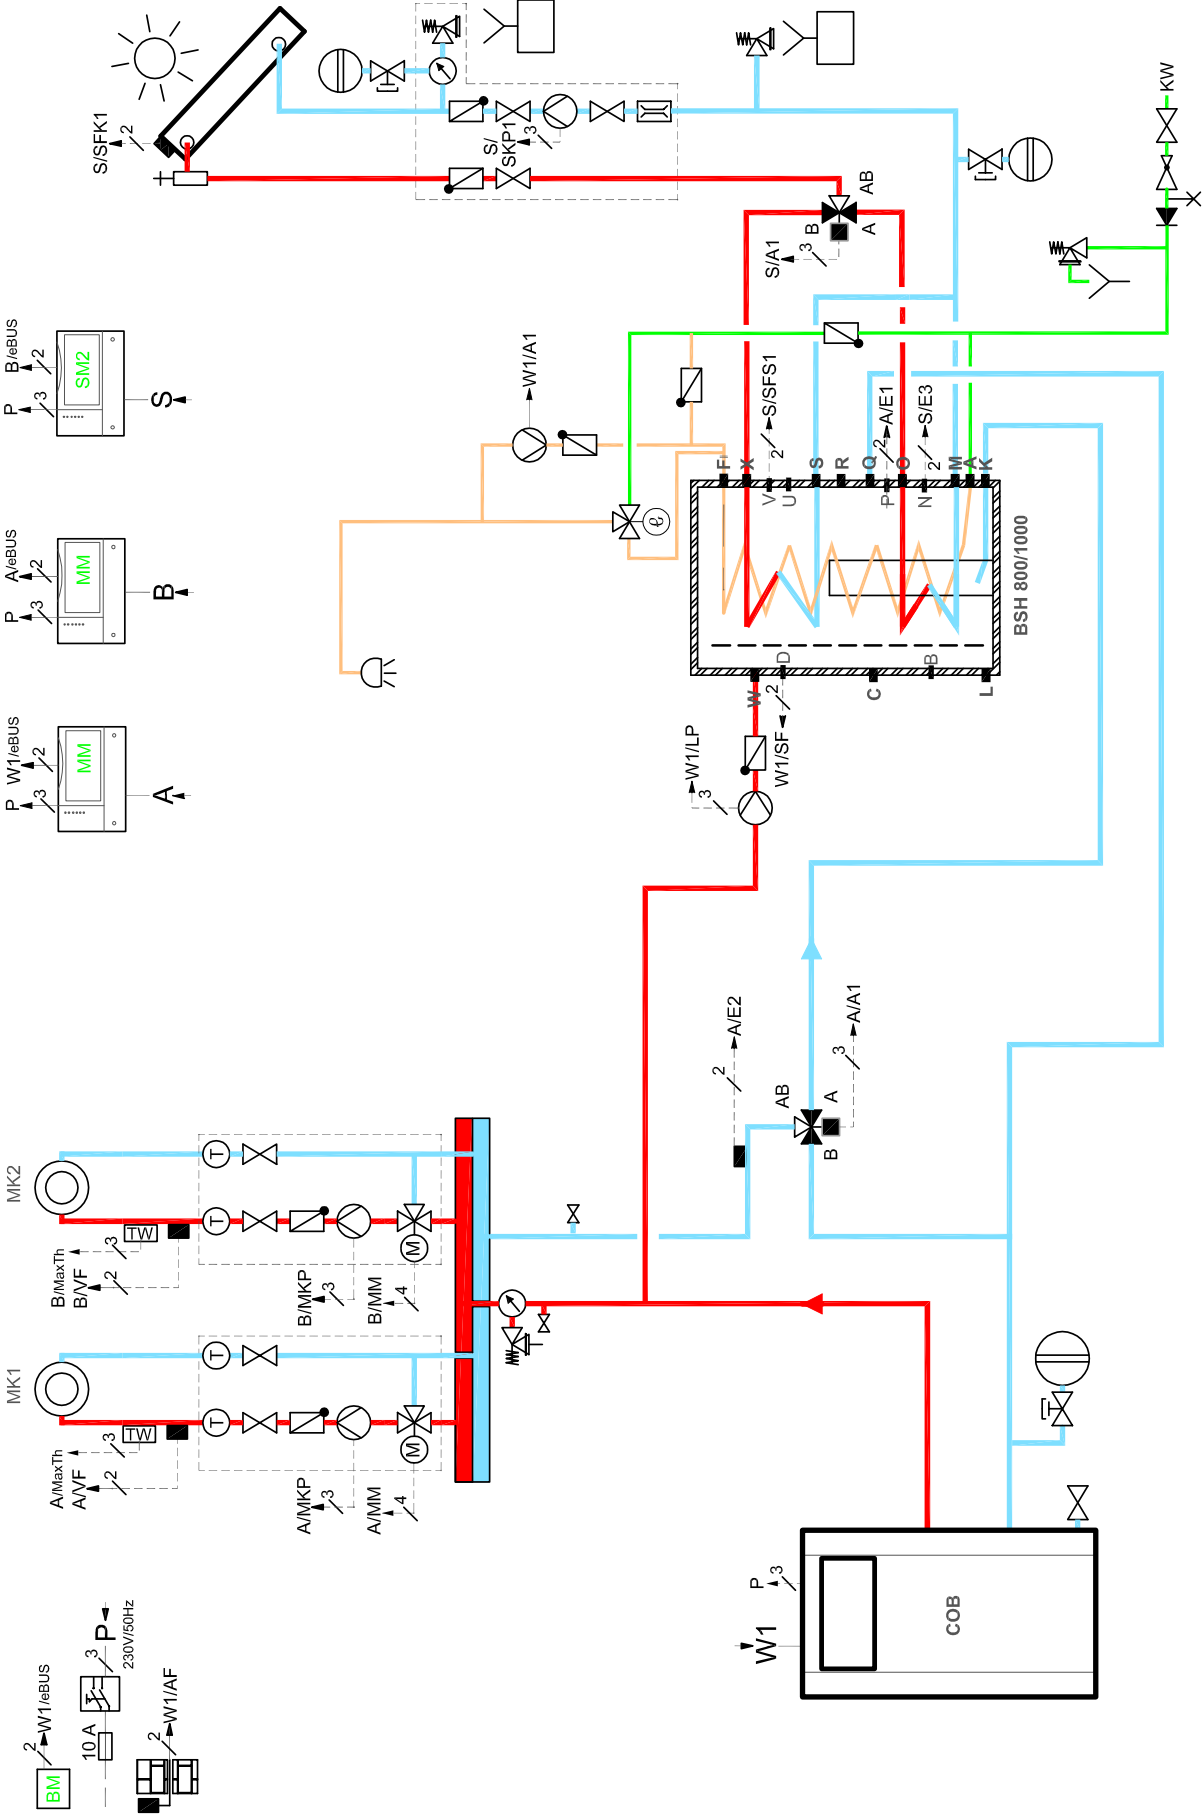 S/SFK1
2
S/
SKP1
3
AB
B
A
S/A1
3
KW
B/eBUS
2
P
3
SM2
S
A/eBUS
2
P
3
MM
B
W1/eBUS
2
P
3
MM
A
W1/A1
S/SFS1
2
A/E1
2
S/E3
2
F
X
V
U
S
R
Q
P
O
N
M
A
K
BSH 800/1000
W
D
C
B
L
2
W1/SF
W1/LP
3
A/E2
2
AB
A
B
A/A1
3
MK2
B/MaxTh
3
TW
B/VF
2
T
T
B/MKP
3
B/MM
4
M
MK1
A/MaxTh
3
TW
A/VF
2
T
T
A/MKP
3
A/MM
4
M
P
3
W1
COB
BM
2
W1/eBUS
10 A
3
P
230V/50Hz
2
W1/AF